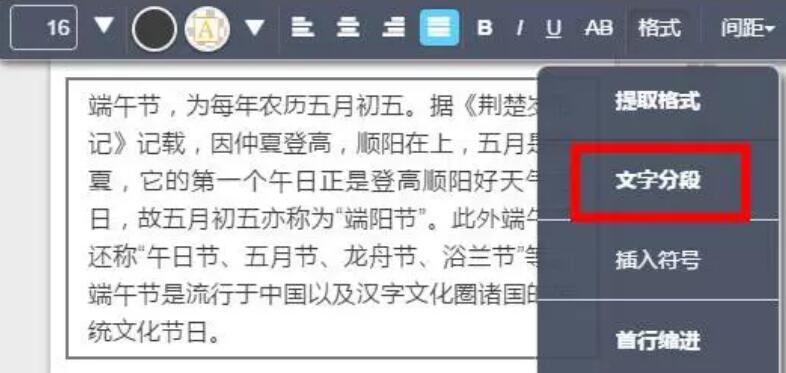 16 A B I U AB 格式 间距
提取格式
文字分段
插入符号
首行缩进
端午节，为每年农历五月初五。据《荆楚岁
记》记载，因仲夏登高，顺阳在上，五月是
夏，它的第一个午日正是登高顺阳好天气
日，故五月初五亦称为“端阳节”。此外端午
还称“午日节、五月节、龙舟节、浴兰节”等
端午节是流行于中国以及汉字文化圈诸国的
统文化节日。